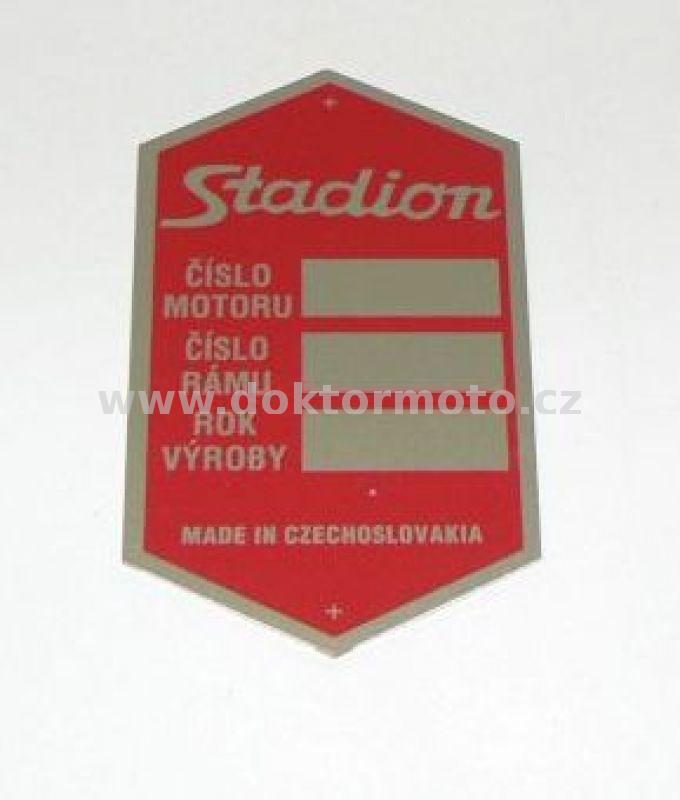 Stadion
ČÍSLO
MOTORU
ČÍSLO
RÁMU
www.doktormoto.cz
ROK
VÝROBY
MADE IN CZECHOSLOVAKIA